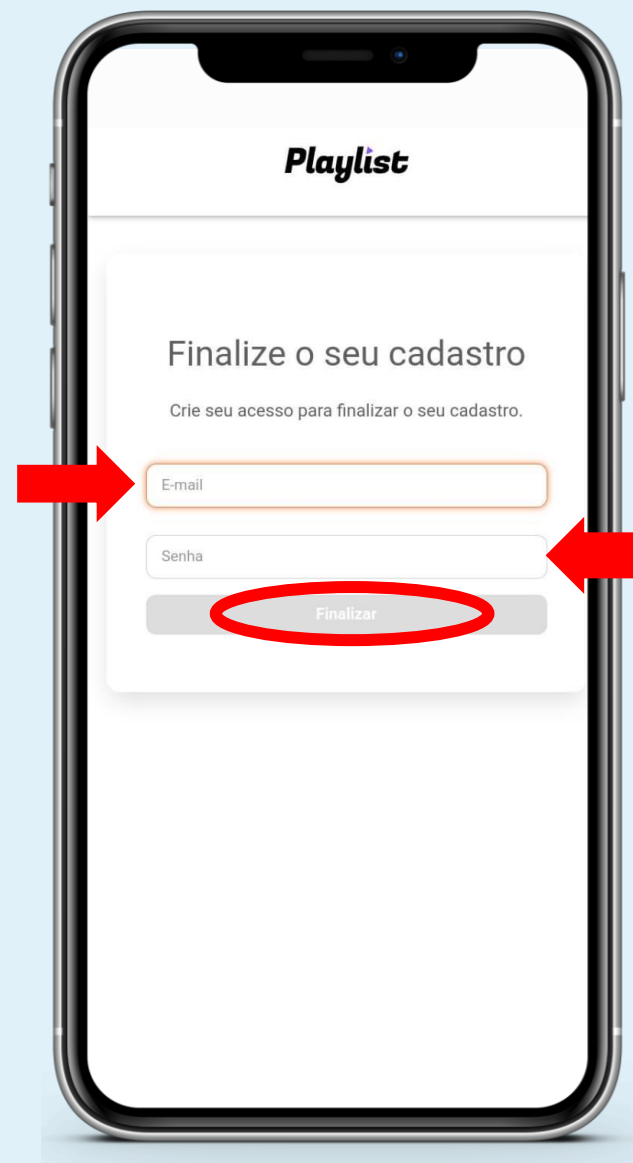 Playlist
Finalize o seu cadastro
Crie seu acesso para finalizar o seu cadastro.
E-mail
Senha
Finalizar